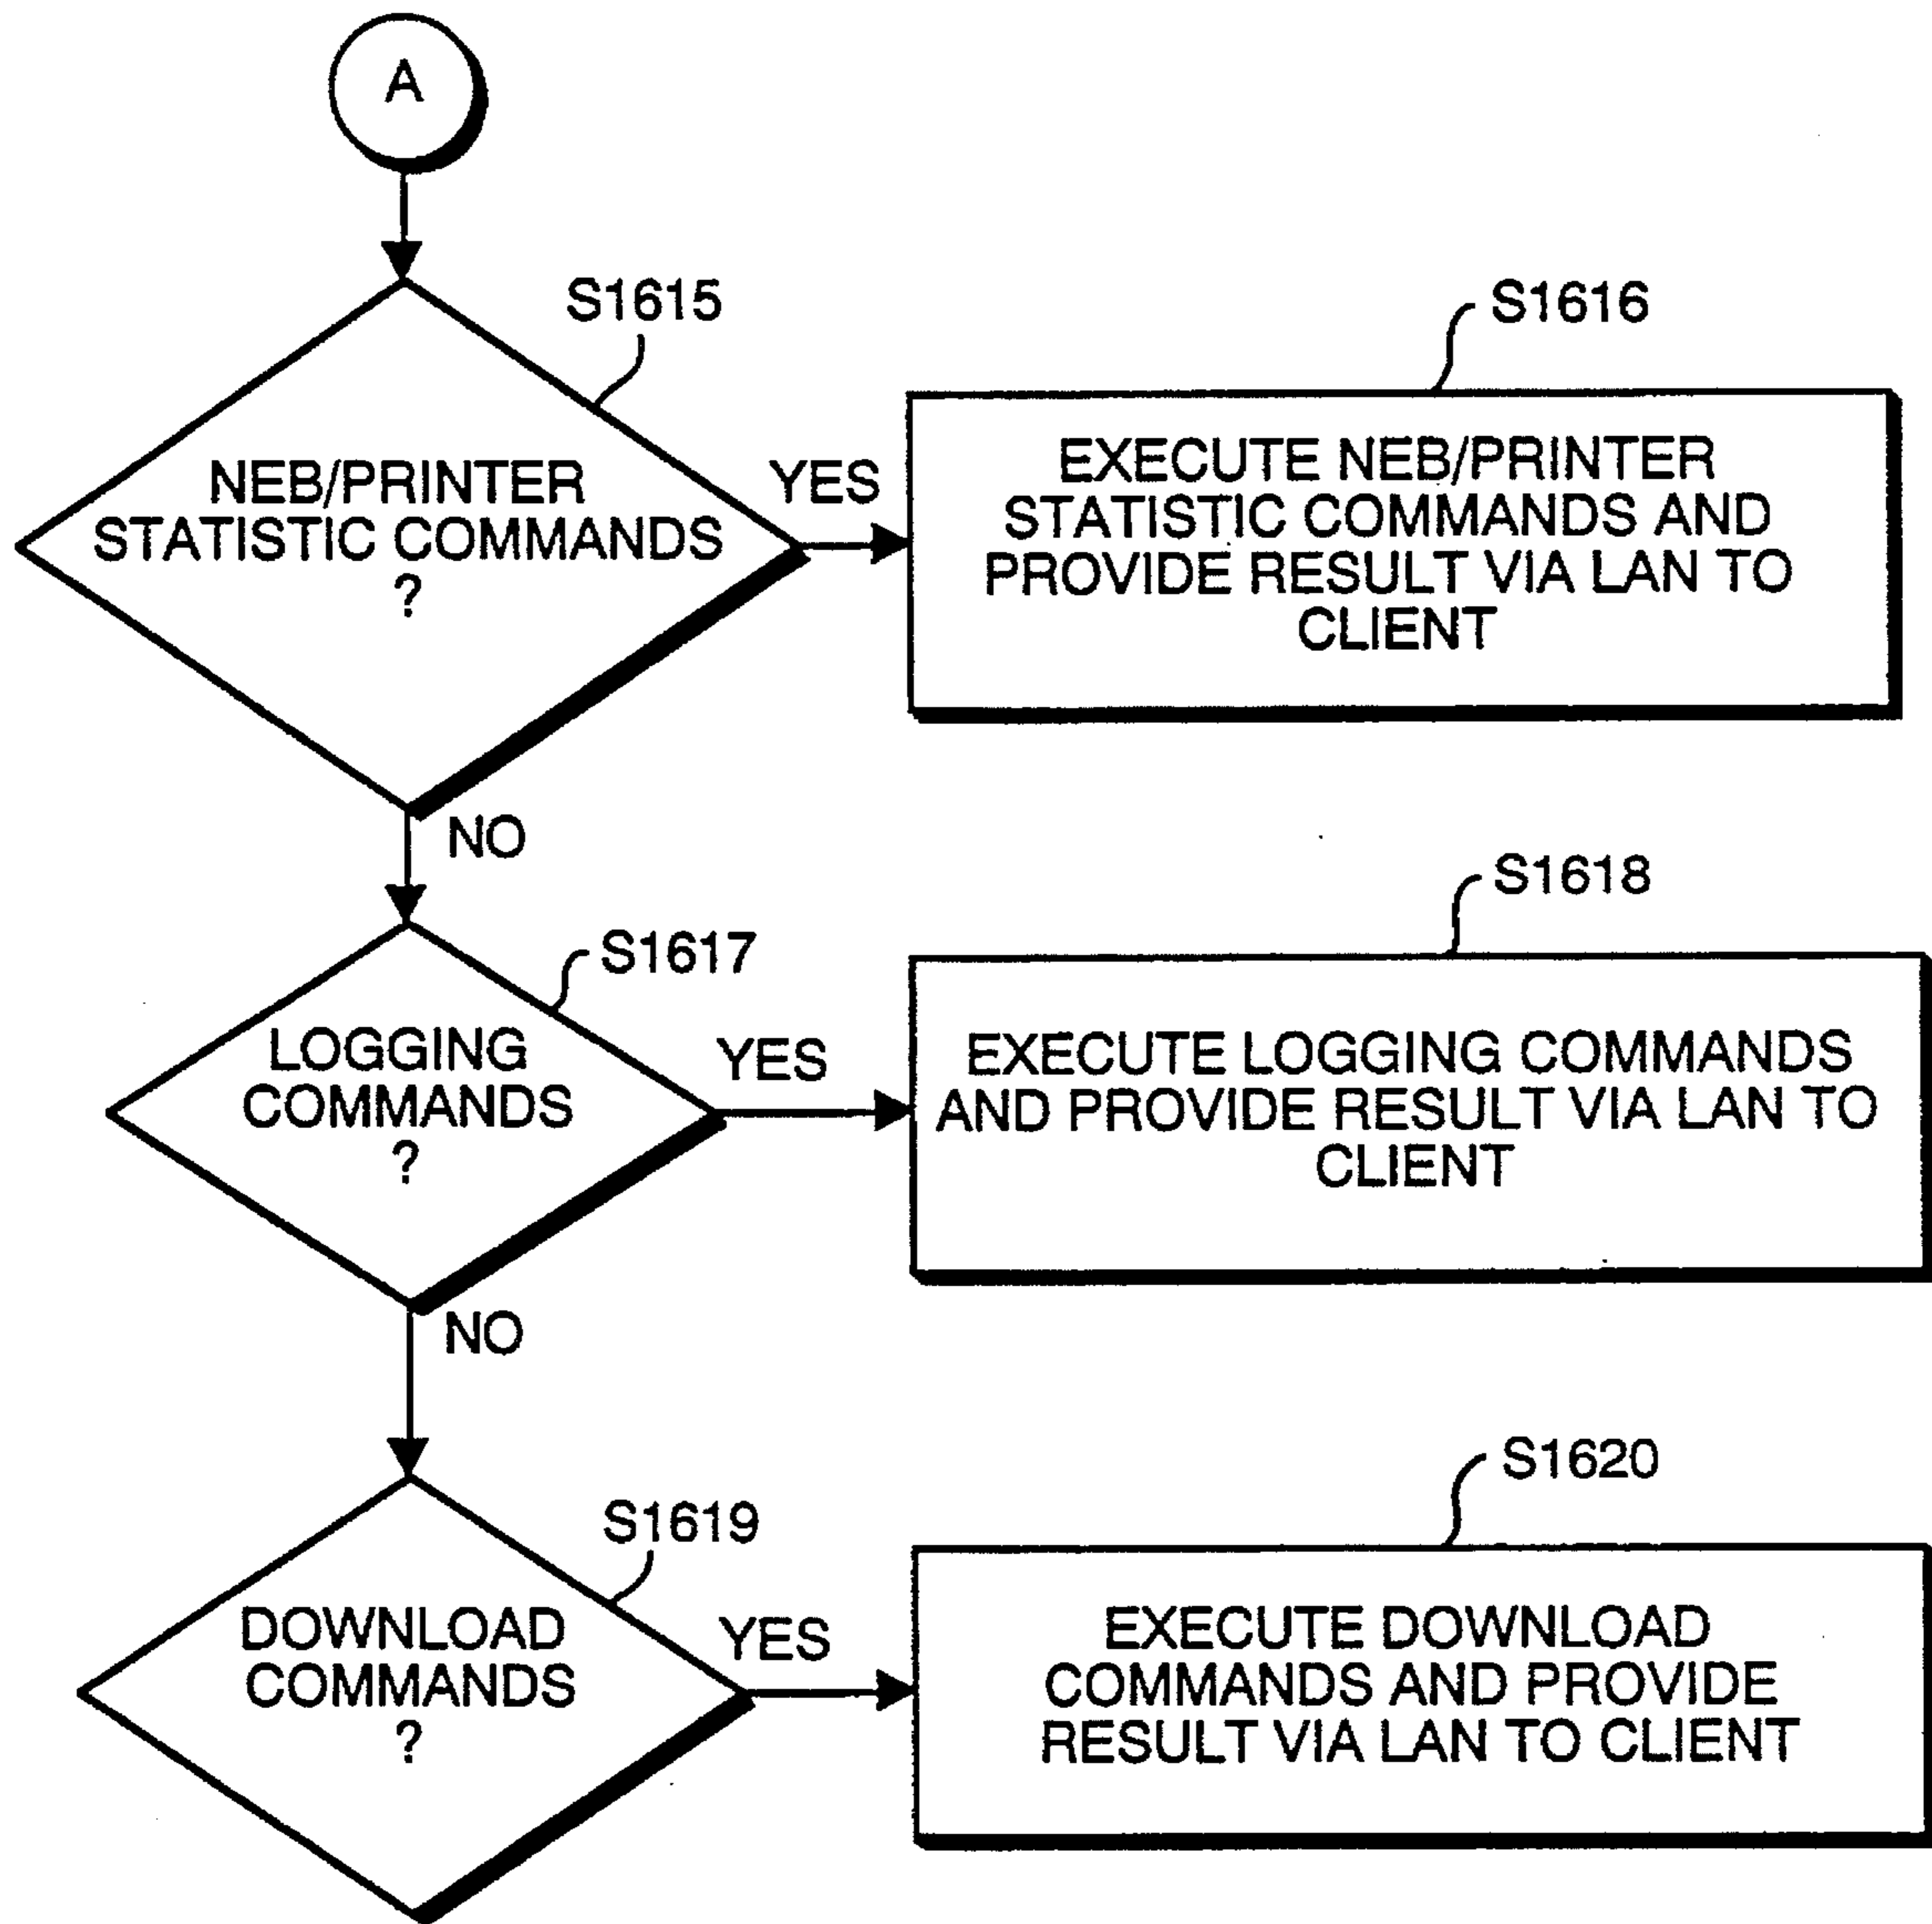 A
S1615
NEB/PRINTER
STATISTIC COMMANDS
?
YES
S1616
EXECUTE NEB/PRINTER
STATISTIC COMMANDS AND
PROVIDE RESULT VIA LAN TO
CLIENT
NO
S1617
LOGGING
COMMANDS
?
YES
S1618
EXECUTE LOGGING COMMANDS
AND PROVIDE RESULT VIA LAN TO
CLIENT
NO
S1619
DOWNLOAD
COMMANDS
?
YES
S1620
EXECUTE DOWNLOAD
COMMANDS AND PROVIDE
RESULT VIA LAN TO CLIENT